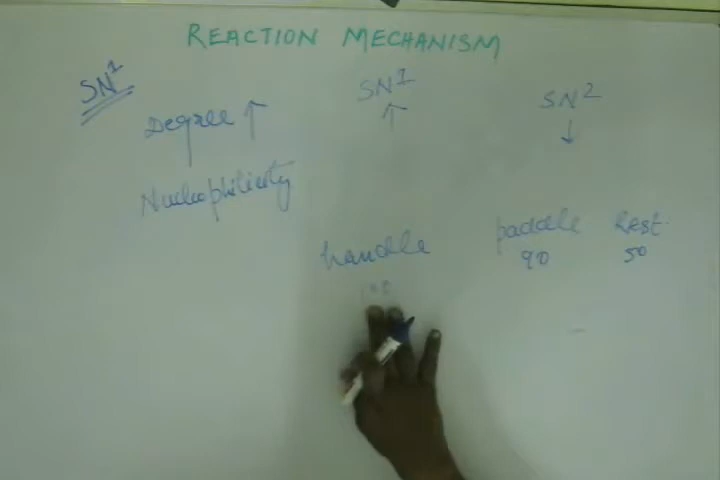 REACTION MECHANISM
SN1
Degree ↑ SN1 ↑ SN2 ↓
Nucleophilicity
handle paddle Rest
90 50